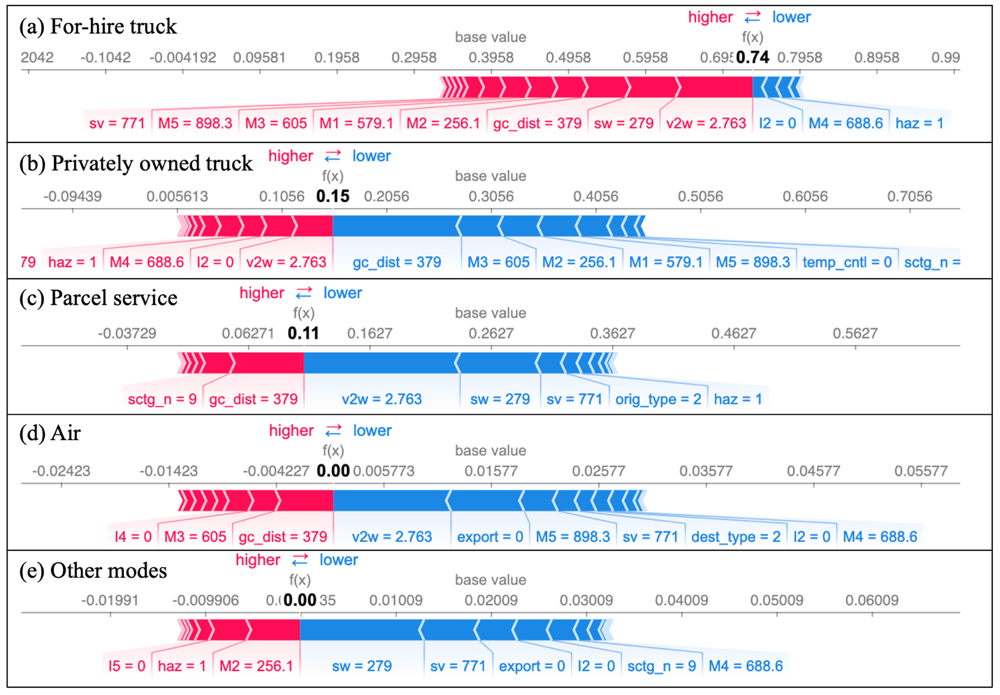 (a) For-hire truck
higher ⇄ lower
base value
f(x)
2042 -0.1042 -0.004192 0.09581 0.1958 0.2958 0.3958 0.4958 0.5958 0.695 0.74 0.7958 0.8958 0.99
sv = 771 M5 = 898.3 M3 = 605 M1 = 579.1 M2 = 256.1 gc_dist = 379 sw = 279 v2w = 2.763 I2 = 0 M4 = 688.6 haz = 1
(b) Privately owned truck
higher ⇄ lower
f(x)
base value
-0.09439 0.005613 0.1056 0.15 0.2056 0.3056 0.4056 0.5056 0.6056 0.7056
79 haz = 1 M4 = 688.6 I2 = 0 v2w = 2.763 gc_dist = 379 M3 = 605 M2 = 256.1 M1 = 579.1 M5 = 898.3 temp_cntl = 0 sctg_n =
(c) Parcel service
higher ⇄ lower
f(x)
base value
-0.03729 0.06271 0.11 0.1627 0.2627 0.3627 0.4627 0.5627
sctg_n = 9 gc_dist = 379 v2w = 2.763 sw = 279 sv = 771 orig_type = 2 haz = 1
(d) Air
higher ⇄ lower
f(x)
base value
-0.02423 -0.01423 -0.004227 0.00 0.005773 0.01577 0.02577 0.03577 0.04577 0.05577
I4 = 0 M3 = 605 gc_dist = 379 v2w = 2.763 export = 0 M5 = 898.3 sv = 771 dest_type = 2 I2 = 0 M4 = 688.6
(e) Other modes
higher ⇄ lower
f(x)
base value
-0.01991 -0.009906 0.00 35 0.01009 0.02009 0.03009 0.04009 0.05009 0.06009
I5 = 0 haz = 1 M2 = 256.1 sw = 279 sv = 771 export = 0 I2 = 0 sctg_n = 9 M4 = 688.6